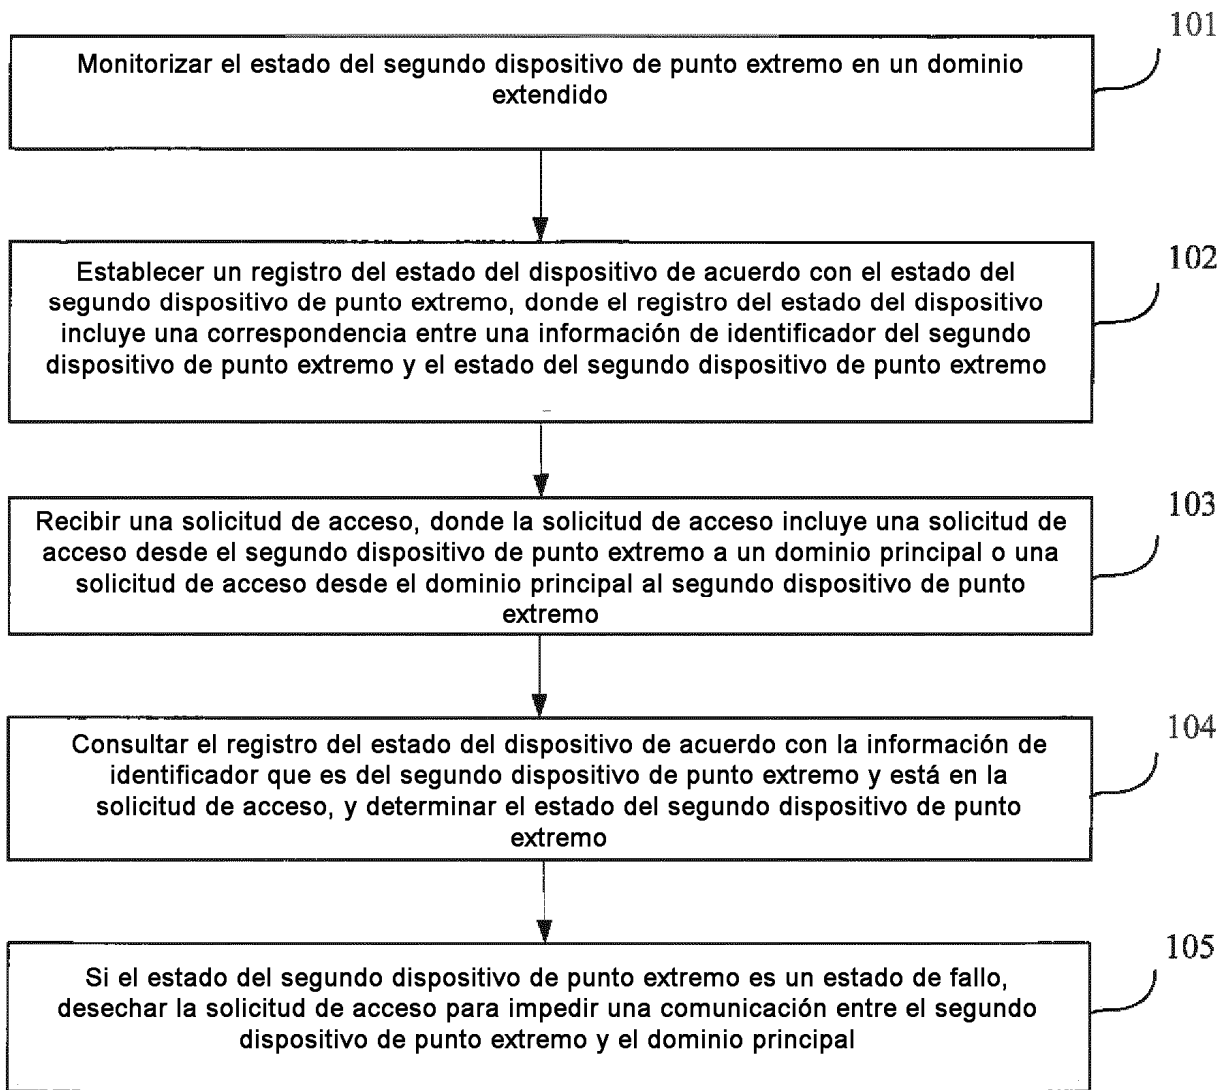 101
Monitorizar el estado del segundo dispositivo de punto extremo en un dominio
extendido
102
Establecer un registro del estado del dispositivo de acuerdo con el estado del
segundo dispositivo de punto extremo, donde el registro del estado del dispositivo
incluye una correspondencia entre una información de identificador del segundo
dispositivo de punto extremo y el estado del segundo dispositivo de punto extremo
103
Recibir una solicitud de acceso, donde la solicitud de acceso incluye una solicitud de
acceso desde el segundo dispositivo de punto extremo a un dominio principal o una
solicitud de acceso desde el dominio principal al segundo dispositivo de punto
extremo
104
Consultar el registro del estado del dispositivo de acuerdo con la información de
identificador que es del segundo dispositivo de punto extremo y está en la
solicitud de acceso, y determinar el estado del segundo dispositivo de punto
extremo
105
Si el estado del segundo dispositivo de punto extremo es un estado de fallo,
desechar la solicitud de acceso para impedir una comunicación entre el segundo
dispositivo de punto extremo y el dominio principal